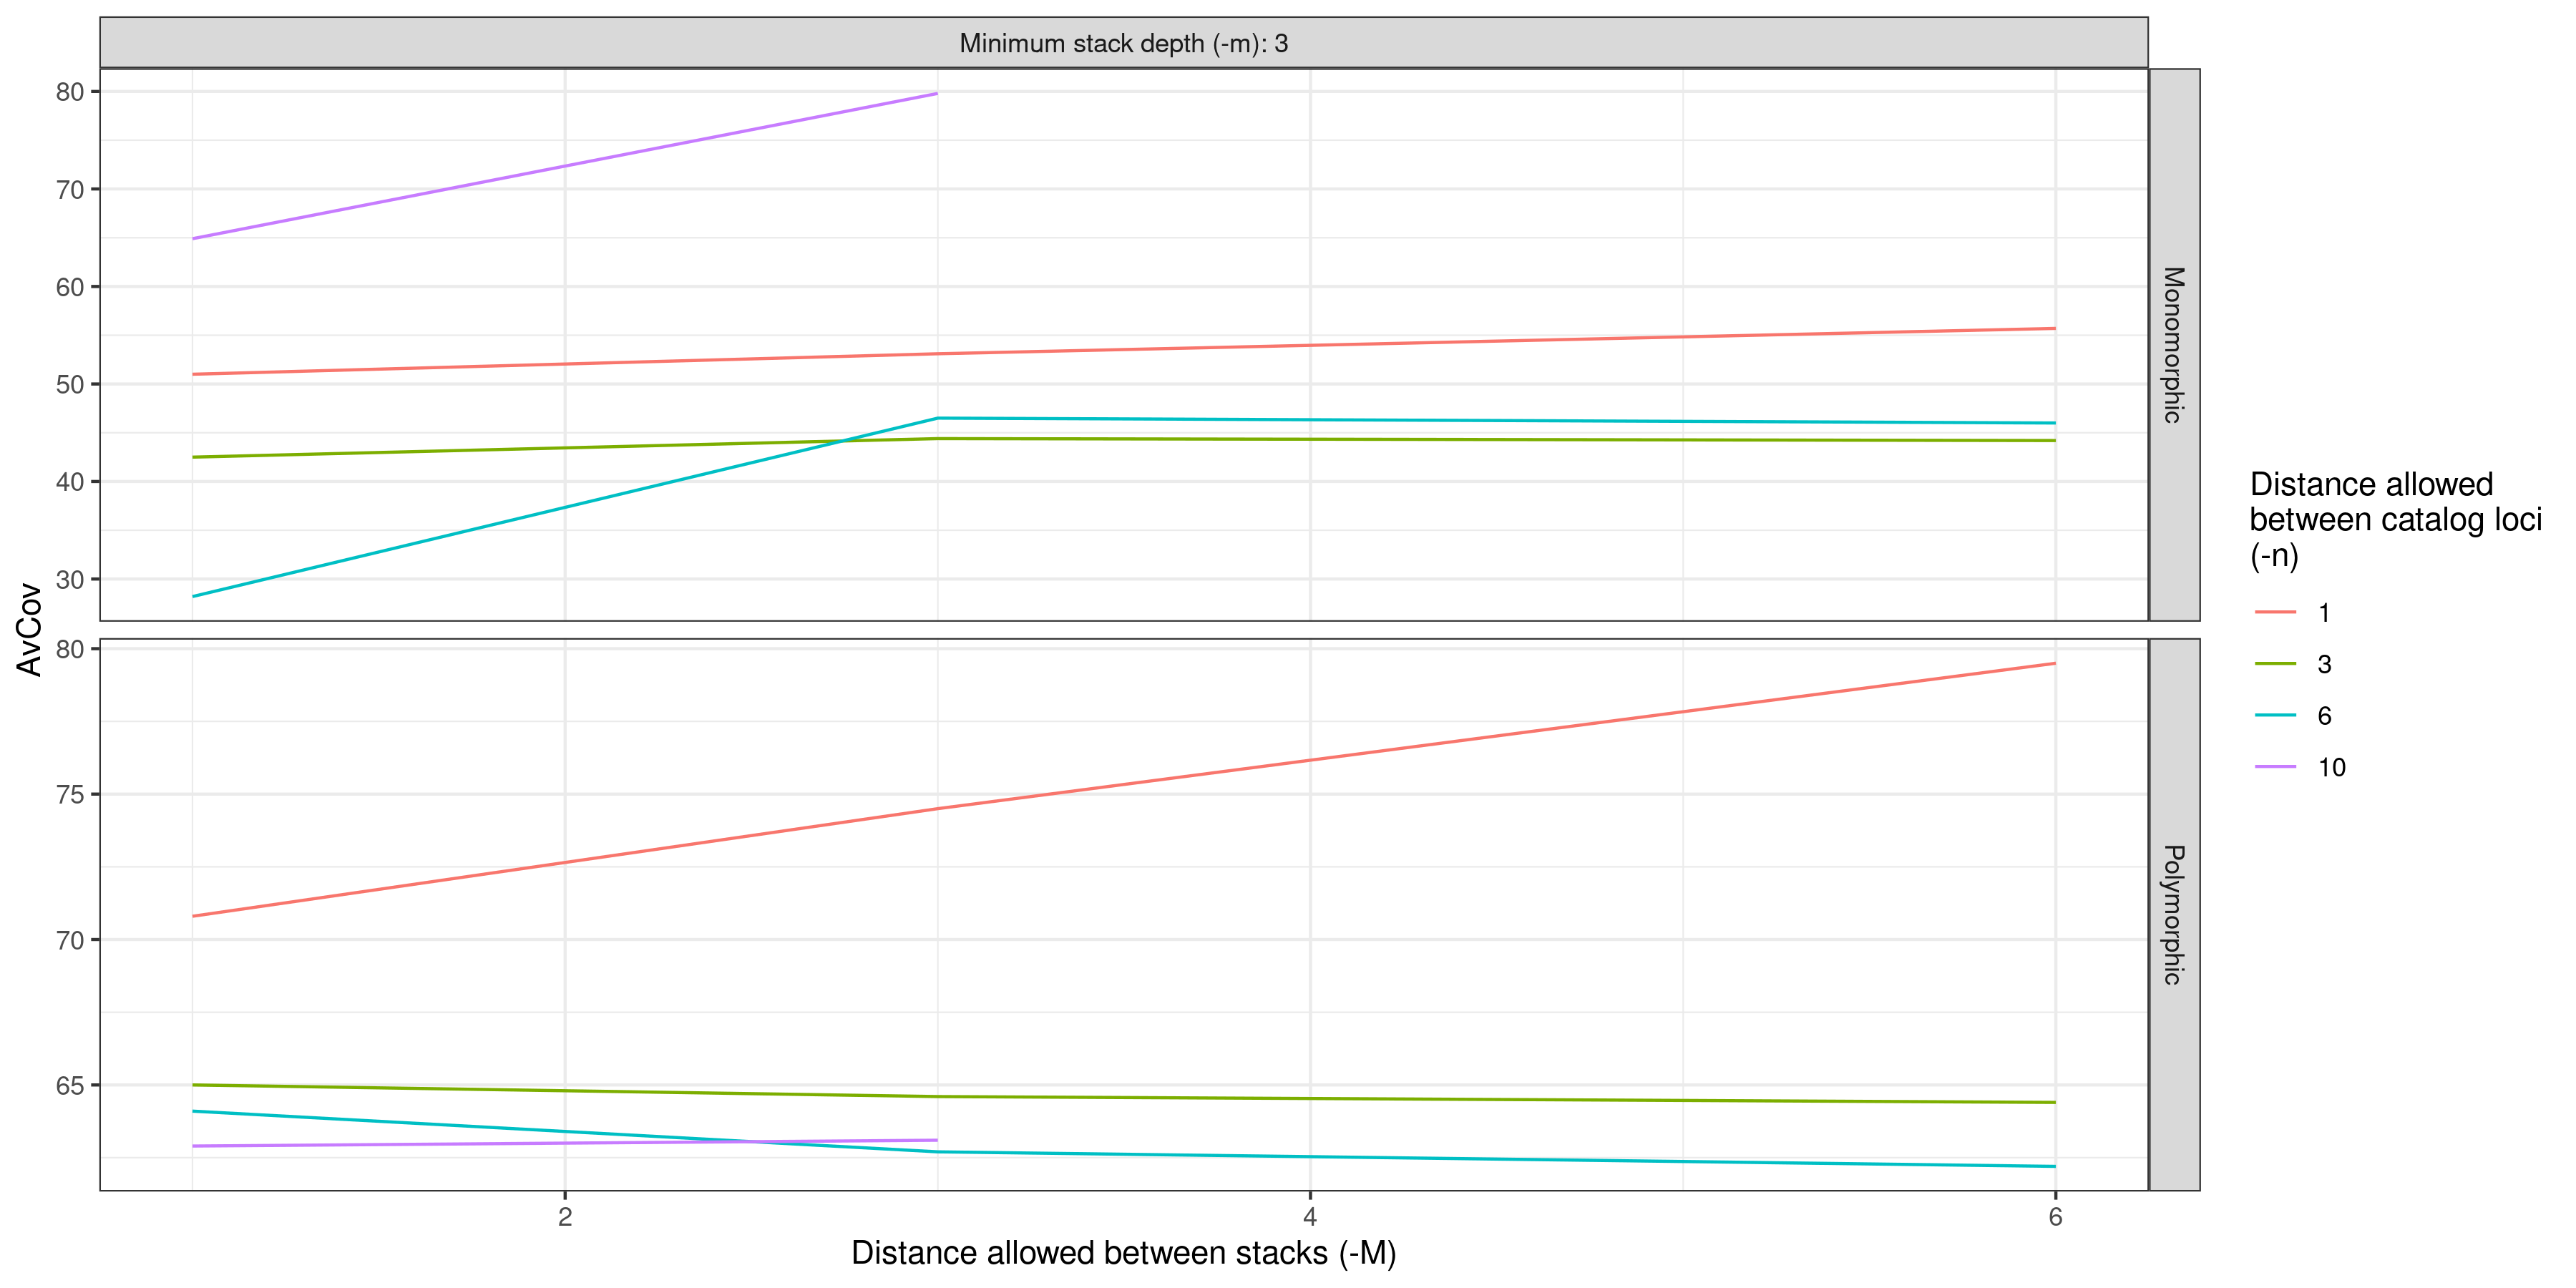 Minimum stack depth (-m): 3
80
70
60
50
40
30
Monomorphic
80
75
70
65
Polymorphic
AvCov
2
4
6
Distance allowed between stacks (-M)
Distance allowed
between catalog loci
(-n)
1
3
6
10